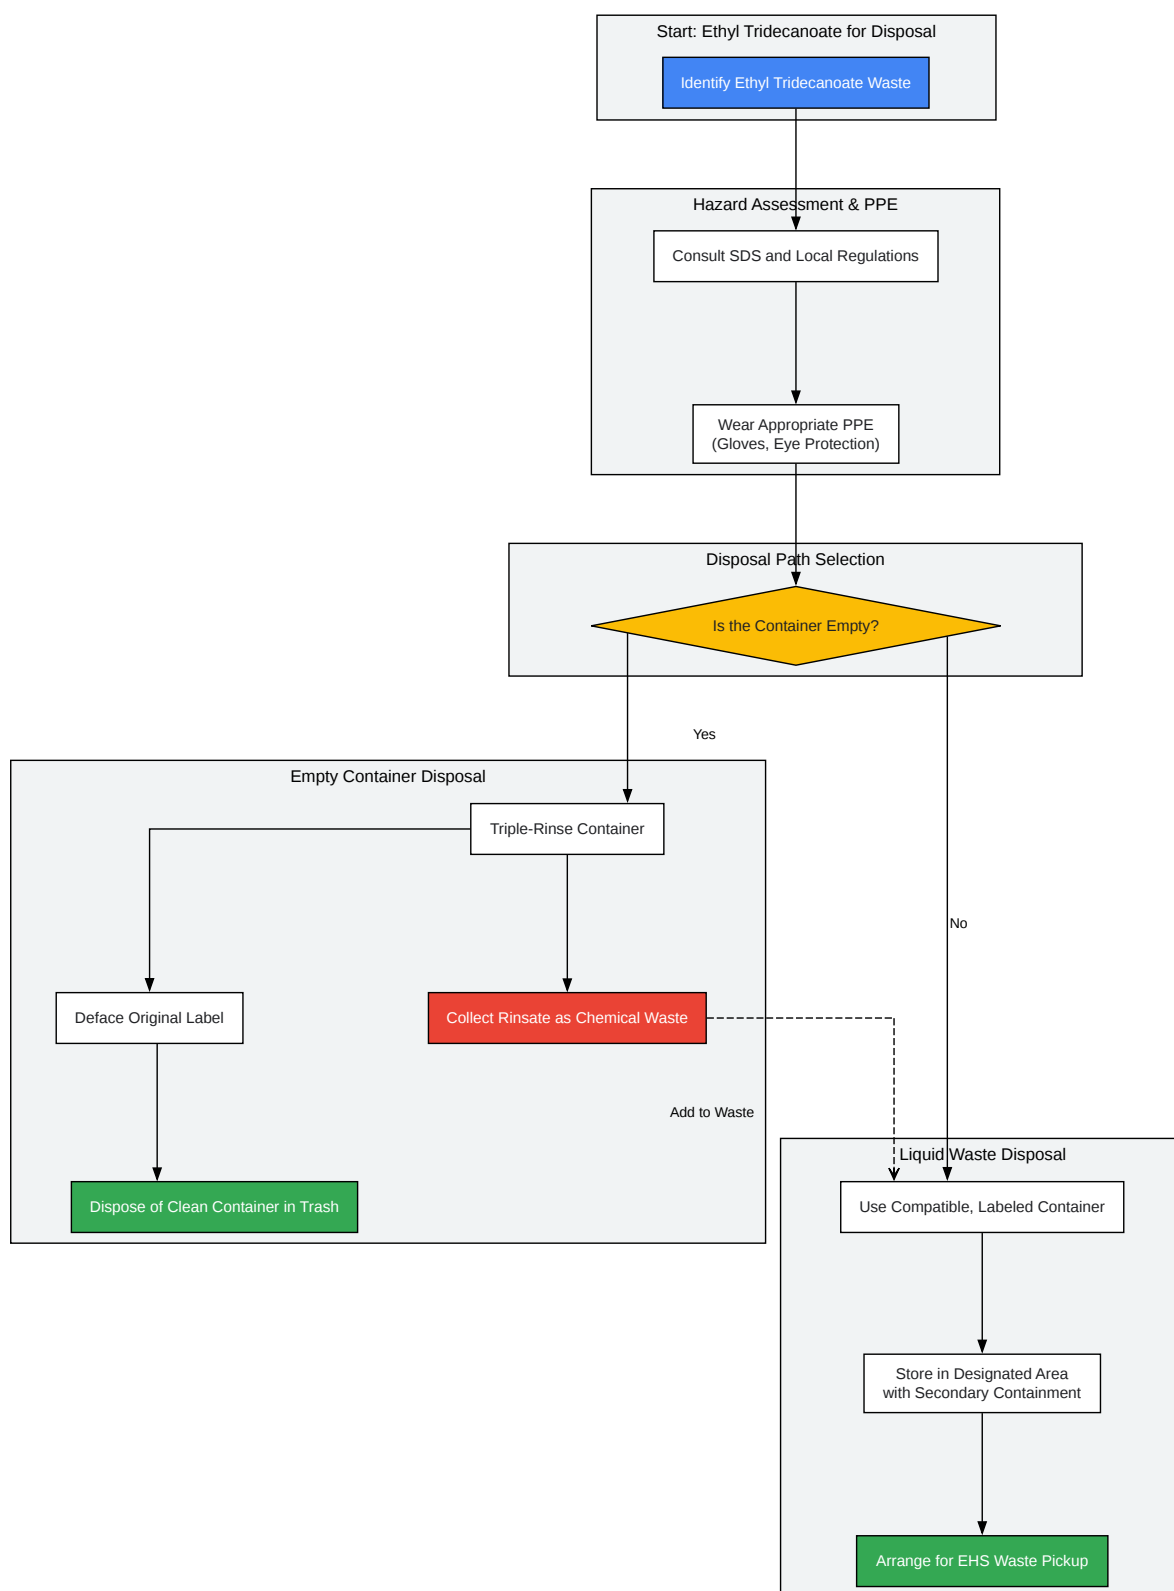 Start: Ethyl Tridecanoate for Disposal
Identify Ethyl Tridecanoate Waste
Hazard Assessment & PPE
Consult SDS and Local Regulations
Wear Appropriate PPE
(Gloves, Eye Protection)
Disposal Path Selection
Is the Container Empty?
Yes
Empty Container Disposal
Triple-Rinse Container
No
Deface Original Label
Collect Rinsate as Chemical Waste
Add to Waste
Liquid Waste Disposal
Dispose of Clean Container in Trash
Use Compatible, Labeled Container
Store in Designated Area
with Secondary Containment
Arrange for EHS Waste Pickup